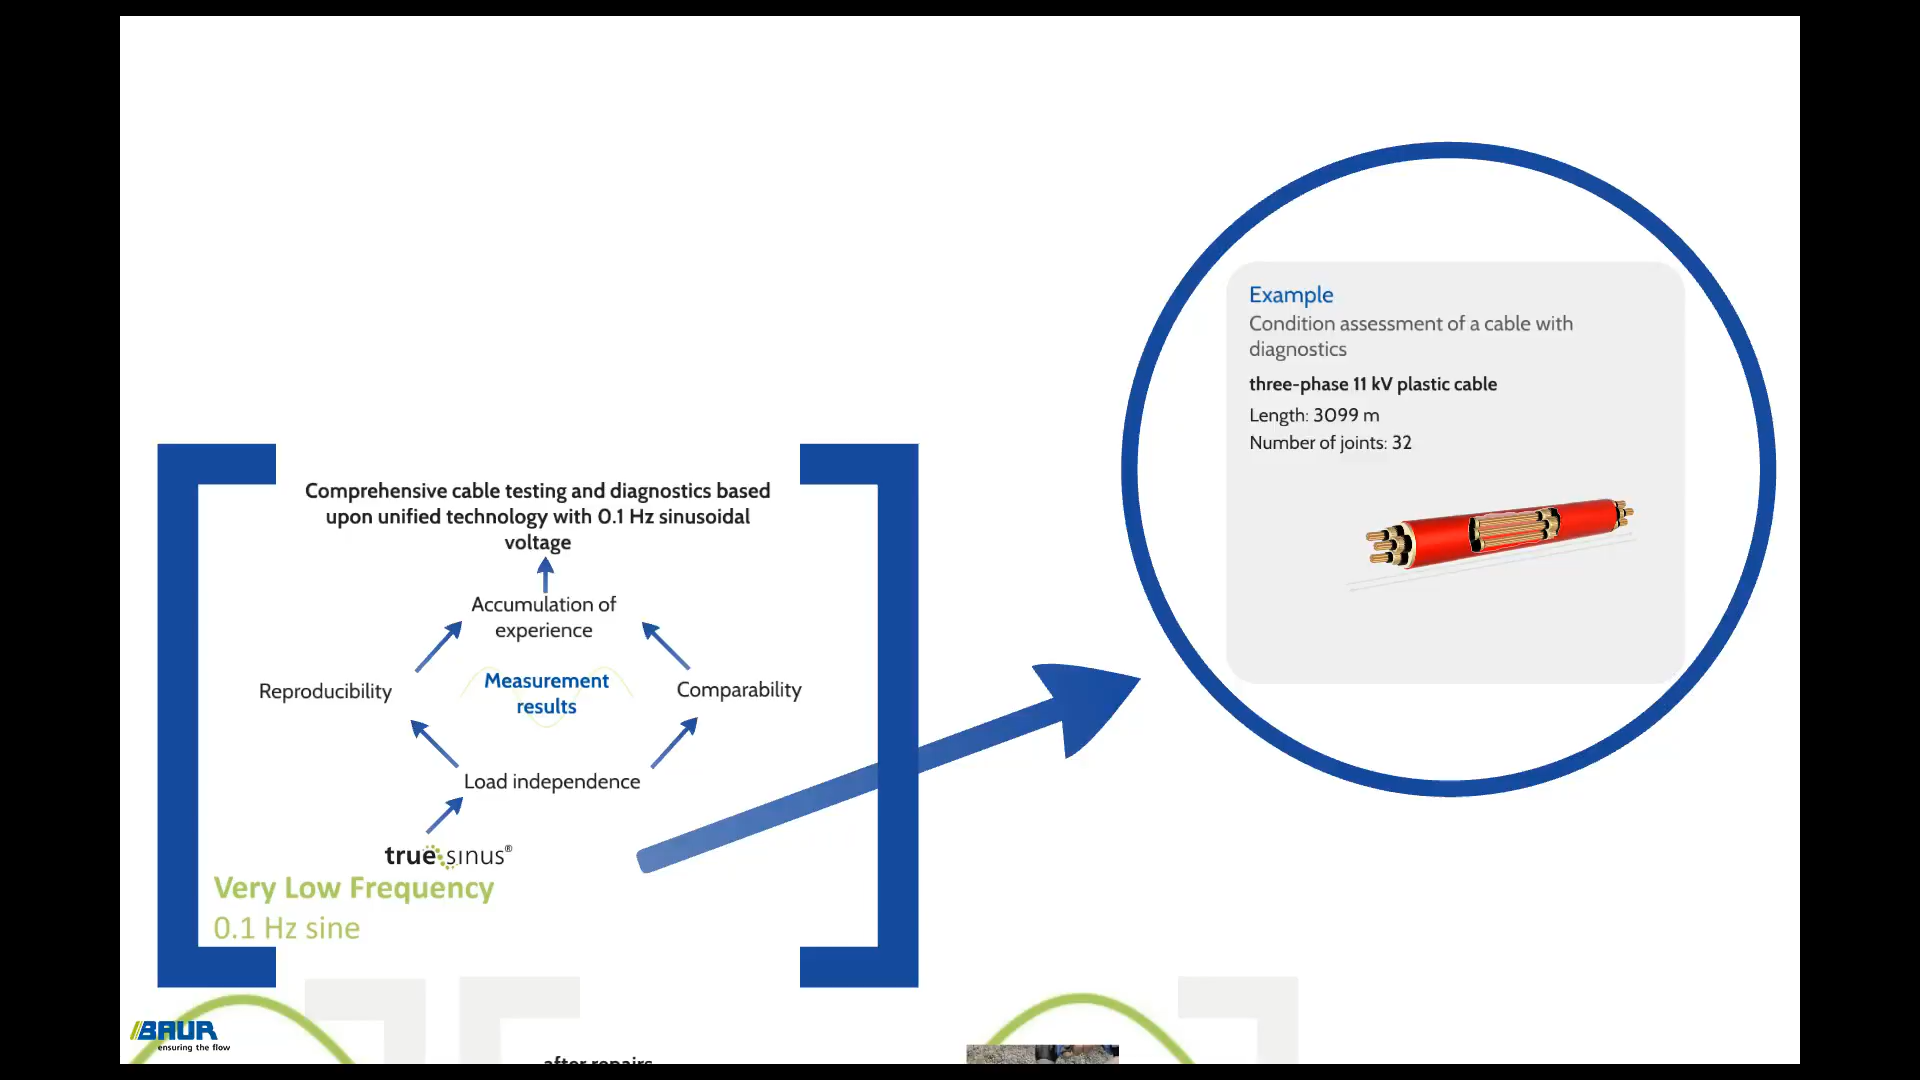 Example
Condition assessment of a cable with
diagnostics
three-phase 11 kV plastic cable
Length: 3099 m
Number of joints: 32
Comprehensive cable testing and diagnostics based
upon unified technology with 0.1 Hz sinusoidal
voltage
Accumulation of
experience
Reproducibility
Measurement
results
Comparability
Load independence
truesinus®
Very Low Frequency
0.1 Hz sine
BAUR
ensuring the flow
after repairs